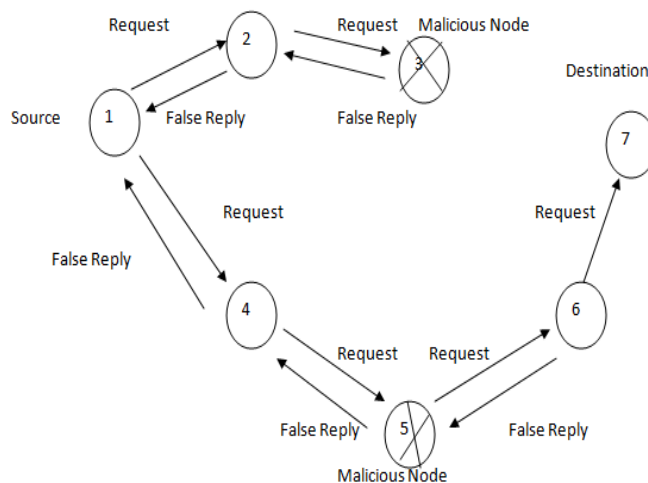 Request
2
Request
Malicious Node
3
Destination
Source
1
False Reply
False Reply
7
Request
Request
False Reply
4
6
Request
Request
False Reply
5
False Reply
Malicious Node